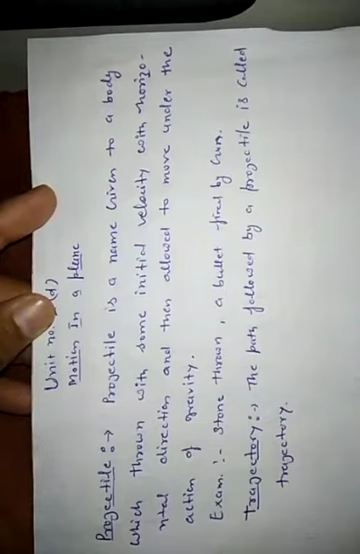 Unit no. (d)
Motion In a plane
Projectile :→ Projectile is a name Given to a body
which thrown with some initial velocity with horizo-
ntal direction and then allowed to move under the
action of gravity.
Exam. :- Stone thrown, a bullet fired by Gun.
Trajectory :→ The path followed by a projectile is called
trajectory.